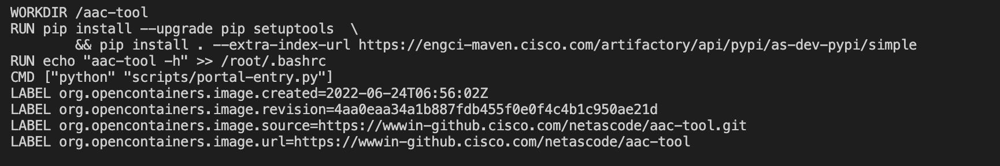 WORKDIR /aac-tool
RUN pip install --upgrade pip setuptools  \
        && pip install . --extra-index-url https://engci-maven.cisco.com/artifactory/api/pypi/as-dev-pypi/simple
RUN echo "aac-tool -h" >> /root/.bashrc
CMD ["python" "scripts/portal-entry.py"]
LABEL org.opencontainers.image.created=2022-06-24T06:56:02Z
LABEL org.opencontainers.image.revision=4aa0eaa34a1b887fdb455f0e0f4c4b1c950ae21d
LABEL org.opencontainers.image.source=https://wwwin-github.cisco.com/netascode/aac-tool.git
LABEL org.opencontainers.image.url=https://wwwin-github.cisco.com/netascode/aac-tool